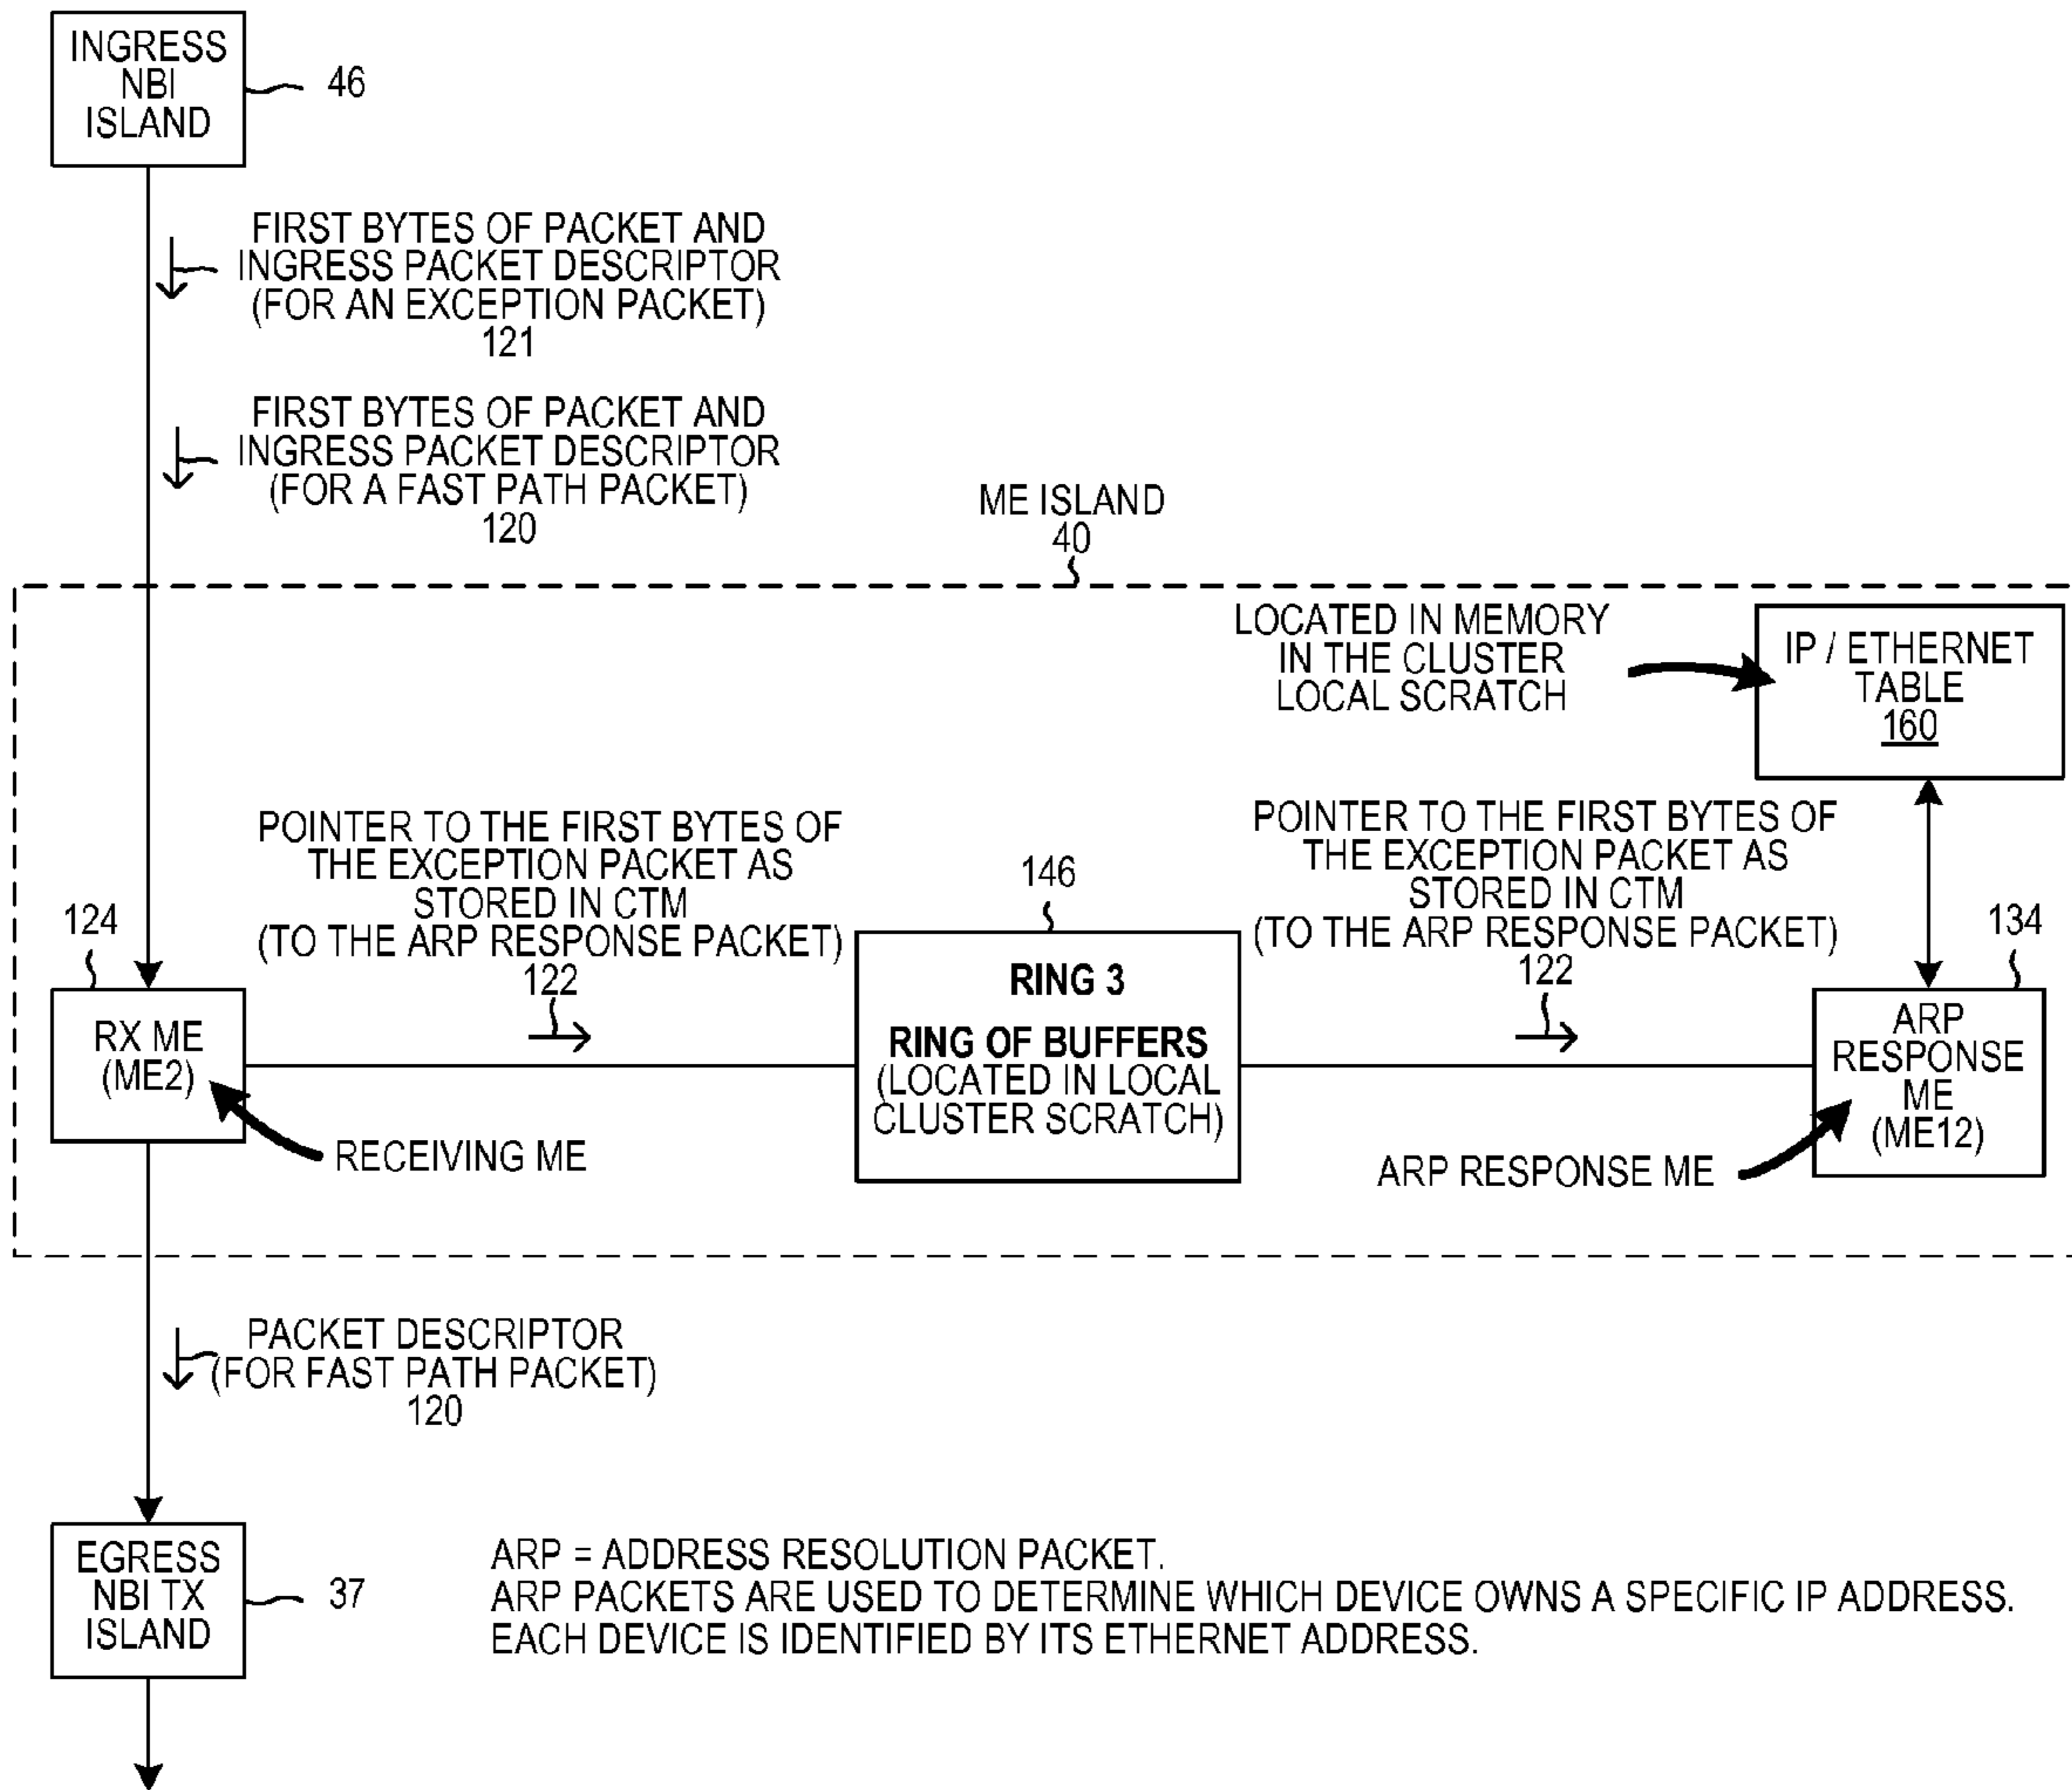 INGRESS
NBI
ISLAND
46
FIRST BYTES OF PACKET AND
INGRESS PACKET DESCRIPTOR
(FOR AN EXCEPTION PACKET)
121
FIRST BYTES OF PACKET AND
INGRESS PACKET DESCRIPTOR
(FOR A FAST PATH PACKET)
120
ME ISLAND
40
LOCATED IN MEMORY
IN THE CLUSTER
LOCAL SCRATCH
IP / ETHERNET
TABLE
160
POINTER TO THE FIRST BYTES OF
THE EXCEPTION PACKET AS
STORED IN CTM
(TO THE ARP RESPONSE PACKET)
122
POINTER TO THE FIRST BYTES OF
THE EXCEPTION PACKET AS
STORED IN CTM
(TO THE ARP RESPONSE PACKET)
122
124
RX ME
(ME2)
RECEIVING ME
146
RING 3
RING OF BUFFERS
(LOCATED IN LOCAL
CLUSTER SCRATCH)
134
ARP
RESPONSE
ME
(ME12)
ARP RESPONSE ME
PACKET DESCRIPTOR
(FOR FAST PATH PACKET)
120
EGRESS
NBI TX
ISLAND
37
ARP = ADDRESS RESOLUTION PACKET.
ARP PACKETS ARE USED TO DETERMINE WHICH DEVICE OWNS A SPECIFIC IP ADDRESS.
EACH DEVICE IS IDENTIFIED BY ITS ETHERNET ADDRESS.